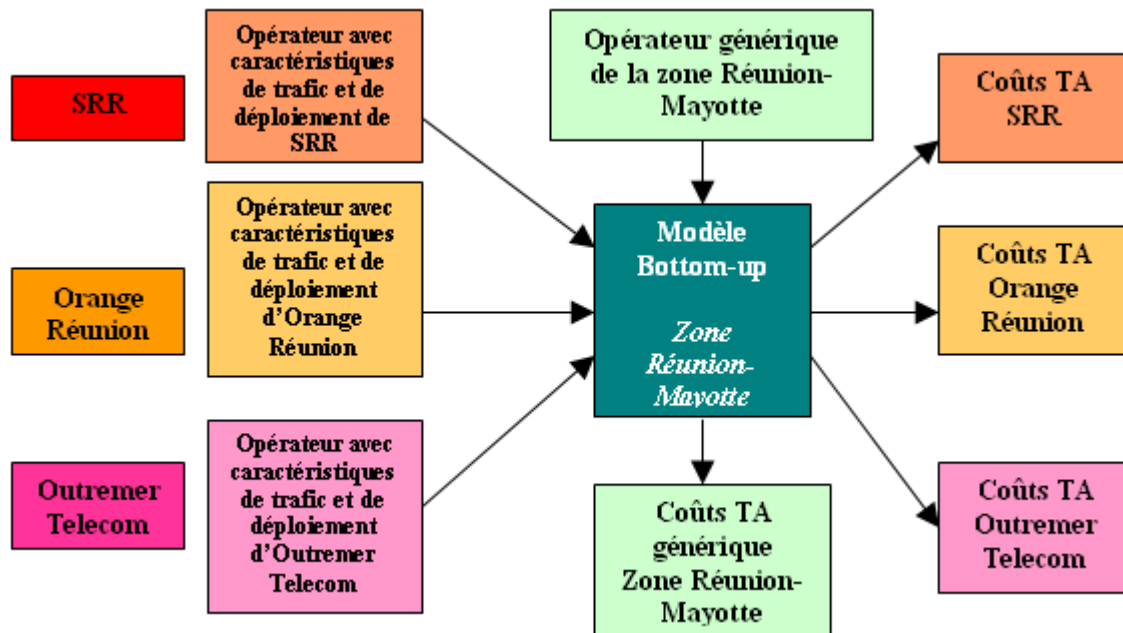 SRR
Opérateur avec
caractéristiques
de trafic et de
déploiement de
SRR
Opérateur générique
de la zone Réunion-
Mayotte
Coûts TA
SRR
Orange
Réunion
Opérateur avec
caractéristiques
de trafic et de
déploiement
d'Orange
Réunion
Modèle
Bottom-up
Zone
Réunion-
Mayotte
Coûts TA
Orange
Réunion
Outremer
Telecom
Opérateur avec
caractéristiques
de trafic et de
déploiement
d'Outremer
Telecom
Coûts TA
générique
Zone Réunion-
Mayotte
Coûts TA
Outremer
Telecom